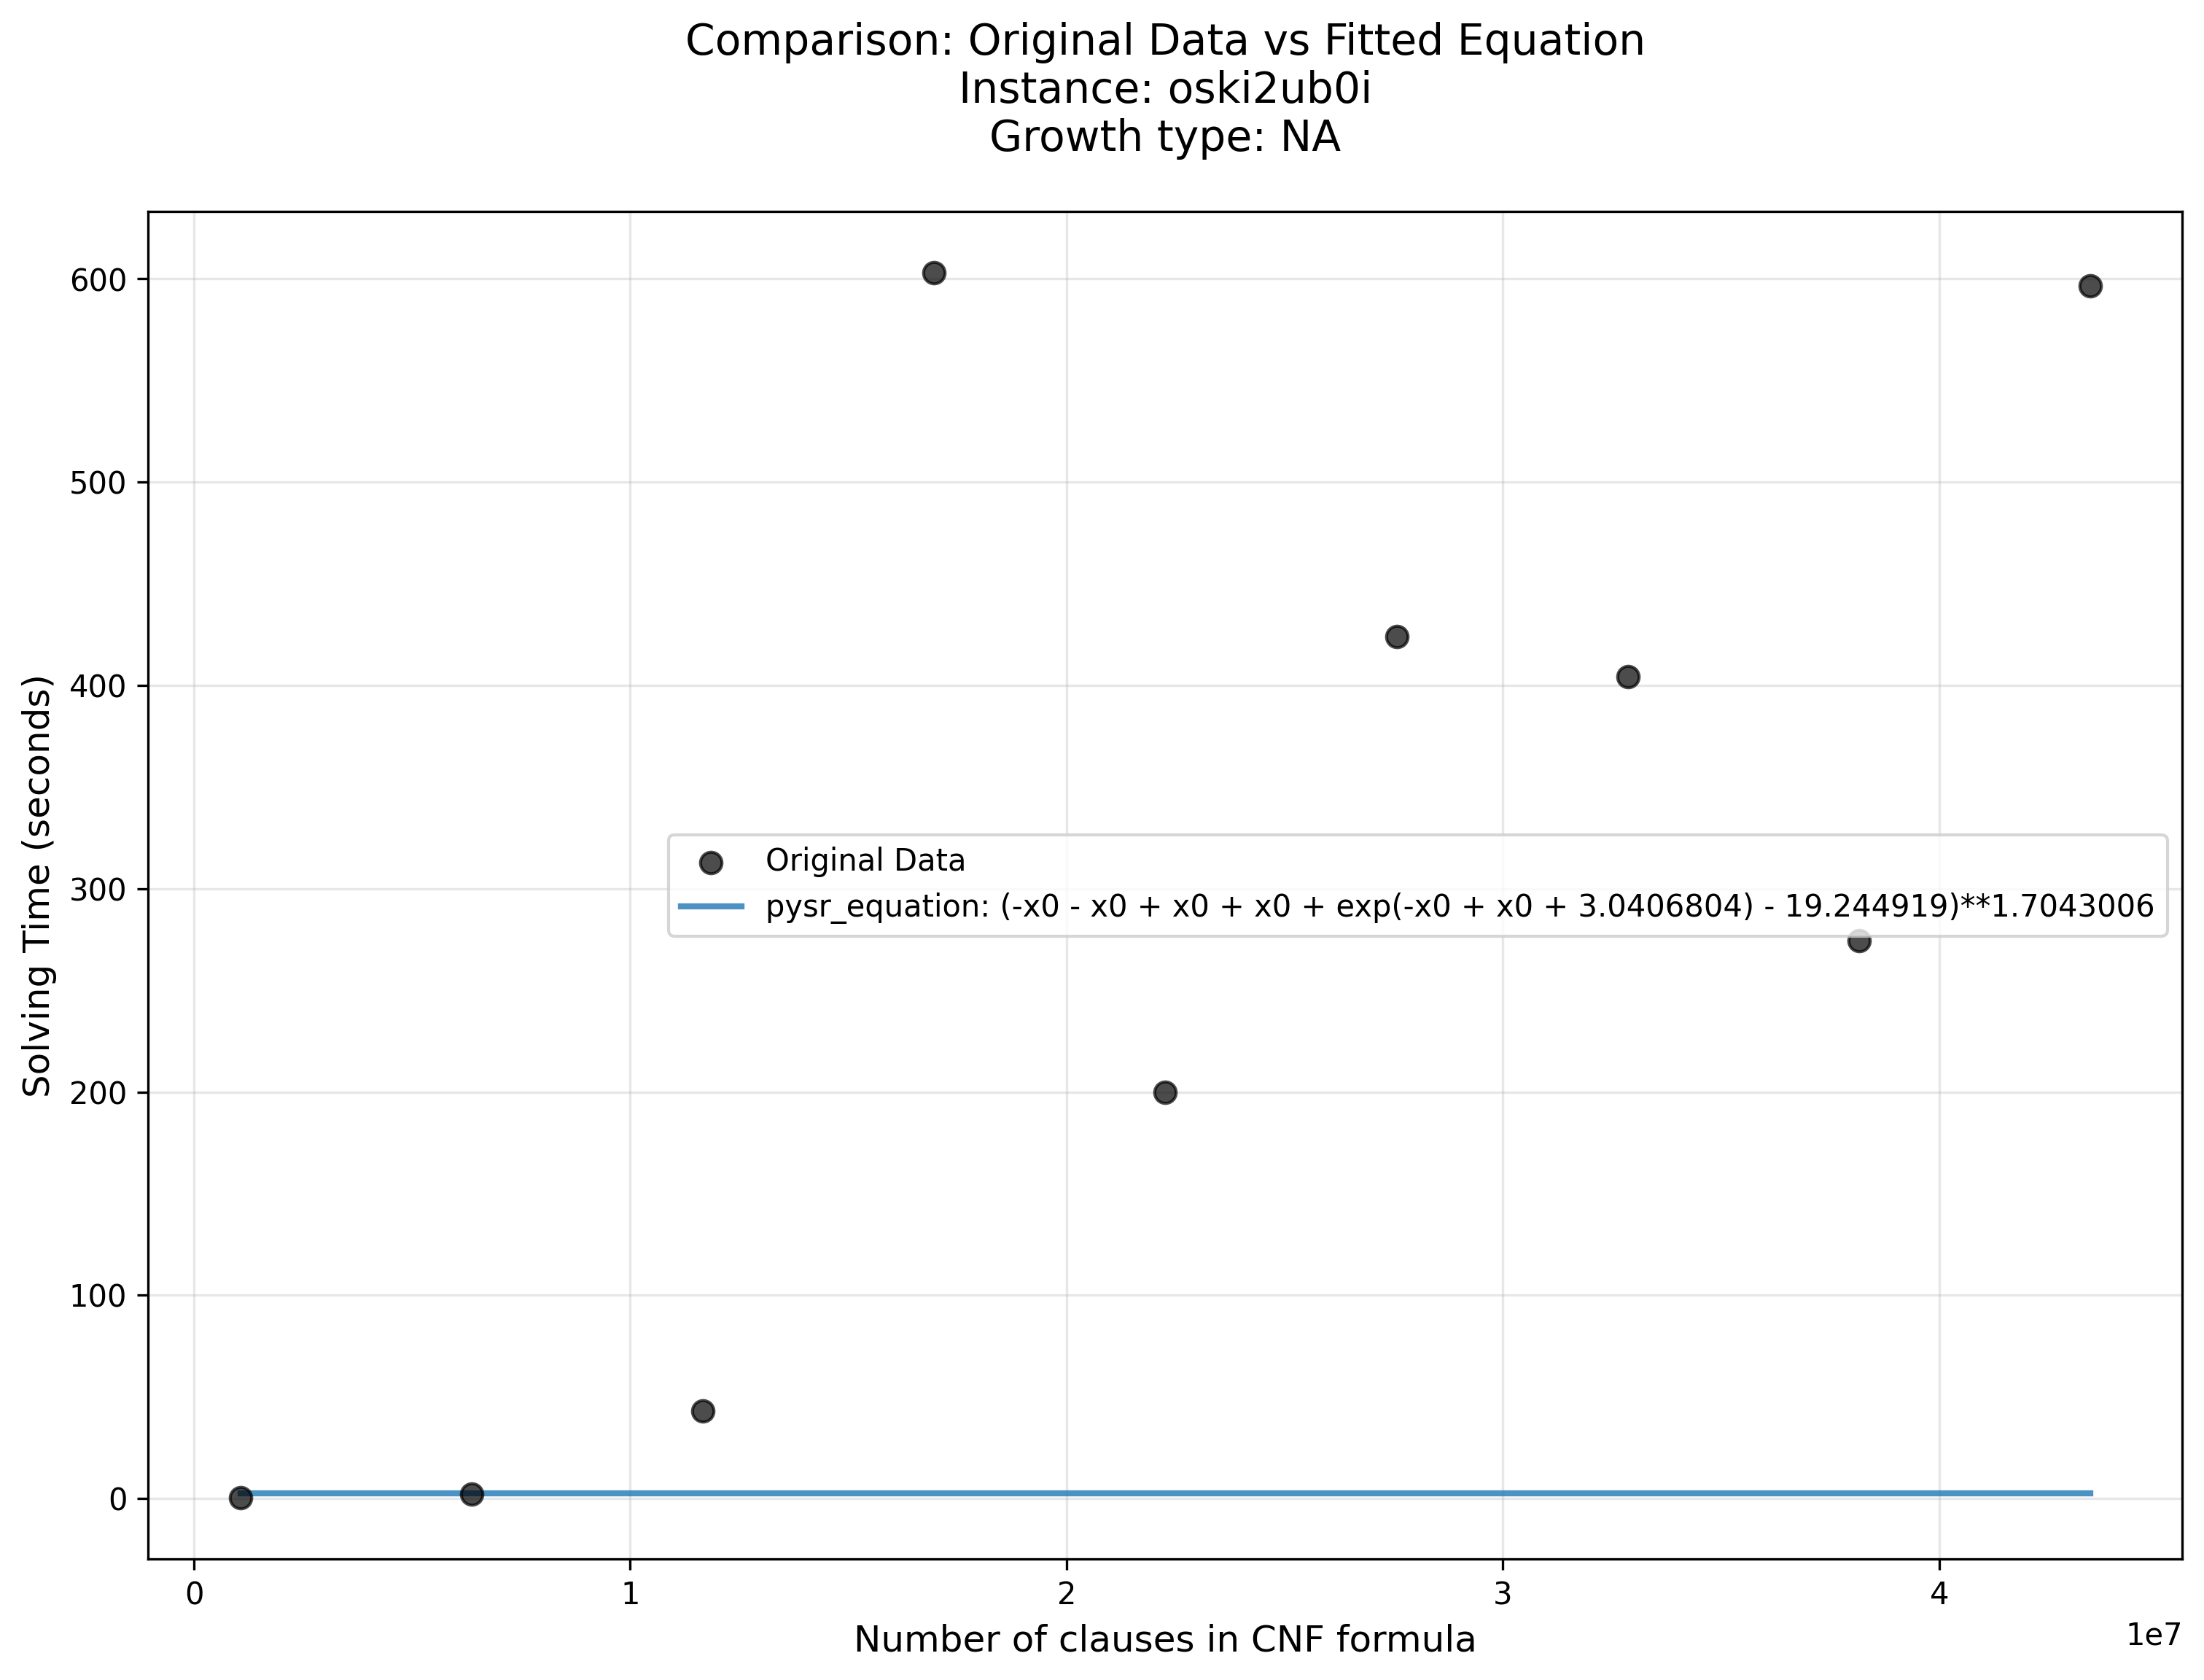 Comparison: Original Data vs Fitted Equation
Instance: oski2ub0i
Growth type: NA
600
500
400
300
200
100
0
Solving Time (seconds)
Original Data
pysr_equation: (-x0 - x0 + x0 + x0 + exp(-x0 + x0 + 3.0406804) - 19.244919)**1.7043006
0
1
2
3
4
1e7
Number of clauses in CNF formula